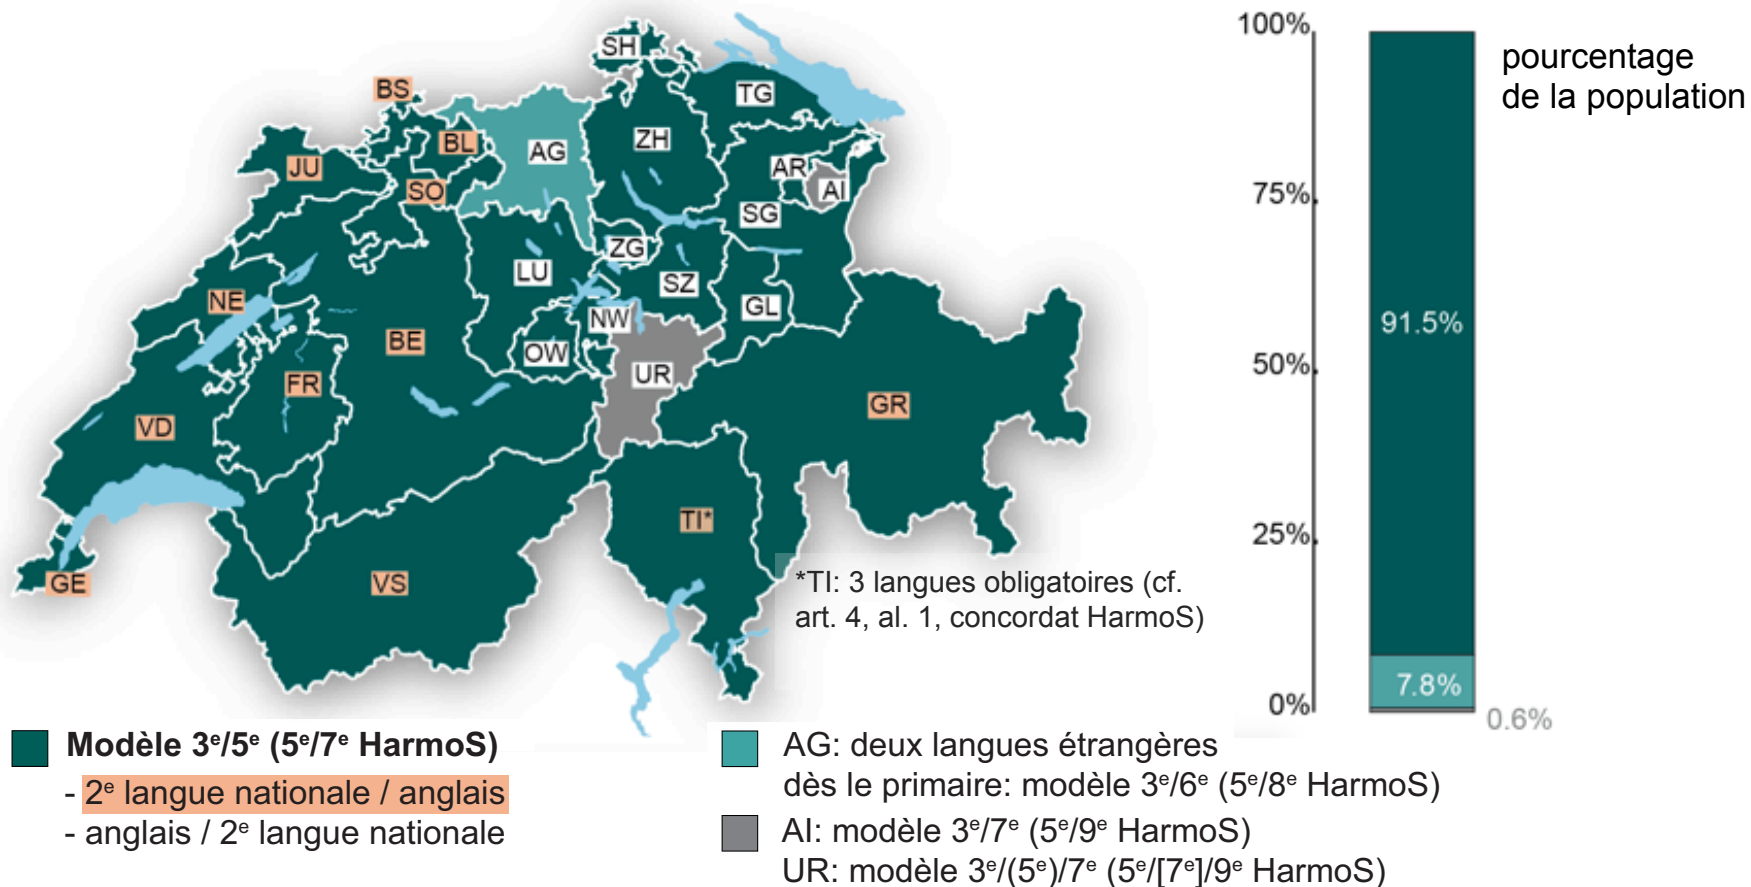 SH
BS
TG
BL
ZH
AG
JU
AR
AI
SO
SG
ZG
LU
SZ
NE
GL
NW
BE
OW
UR
FR
GR
VD
TI*
GE
VS
*TI: 3 langues obligatoires (cf.
art. 4, al. 1, concordat HarmoS)
100%
75%
50%
25%
0%
pourcentage
de la population
91.5%
7.8%
0.6%
Modèle 3ᵉ/5ᵉ (5ᵉ/7ᵉ HarmoS)
- 2ᵉ langue nationale / anglais
- anglais / 2ᵉ langue nationale
AG: deux langues étrangères
dès le primaire: modèle 3ᵉ/6ᵉ (5ᵉ/8ᵉ HarmoS)
AI: modèle 3ᵉ/7ᵉ (5ᵉ/9ᵉ HarmoS)
UR: modèle 3ᵉ/(5ᵉ)/7ᵉ (5ᵉ/[7ᵉ]/9ᵉ HarmoS)